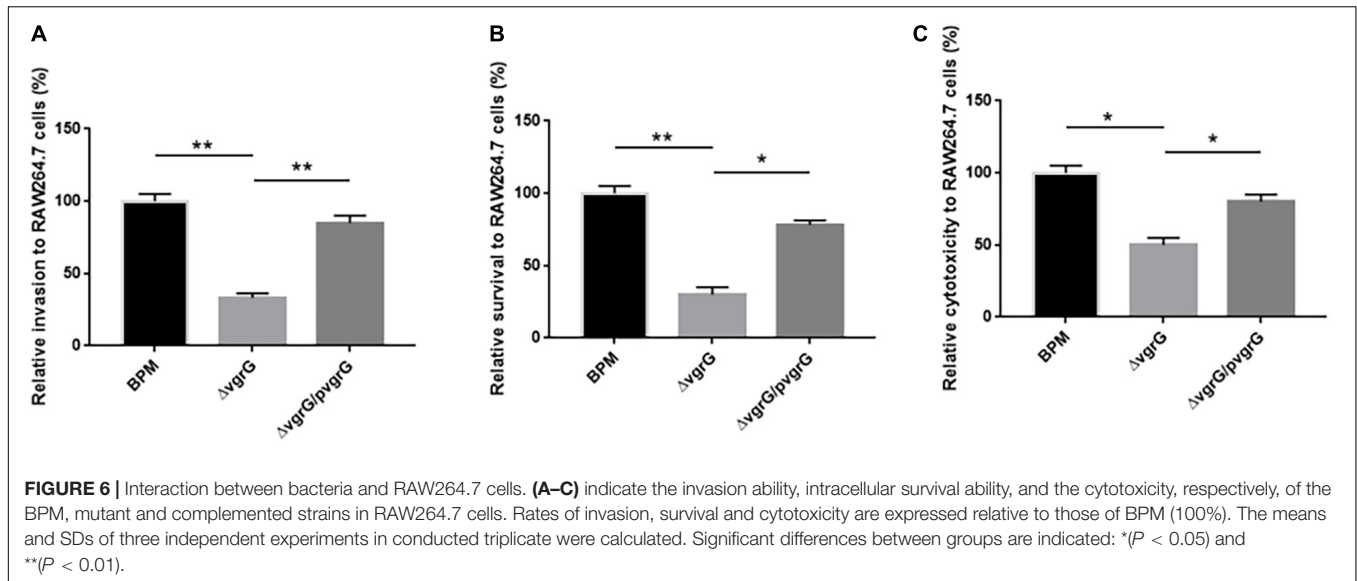 A
Relative invasion to RAW264.7 cells (%)
150
100
50
0
**
**
BPM
ΔvgrG
ΔvgrG/pvgrG
B
Relative survival to RAW264.7 cells (%)
150
100
50
0
**
*
BPM
ΔvgrG
ΔvgrG/pvgrG
C
Relative cytotoxicity to RAW264.7 cells (%)
150
100
50
0
*
*
BPM
ΔvgrG
ΔvgrG/pvgrG
FIGURE 6 | Interaction between bacteria and RAW264.7 cells. (A–C) indicate the invasion ability, intracellular survival ability, and the cytotoxicity, respectively, of the
BPM, mutant and complemented strains in RAW264.7 cells. Rates of invasion, survival and cytotoxicity are expressed relative to those of BPM (100%). The means
and SDs of three independent experiments in conducted triplicate were calculated. Significant differences between groups are indicated: *(P < 0.05) and
**(P < 0.01).